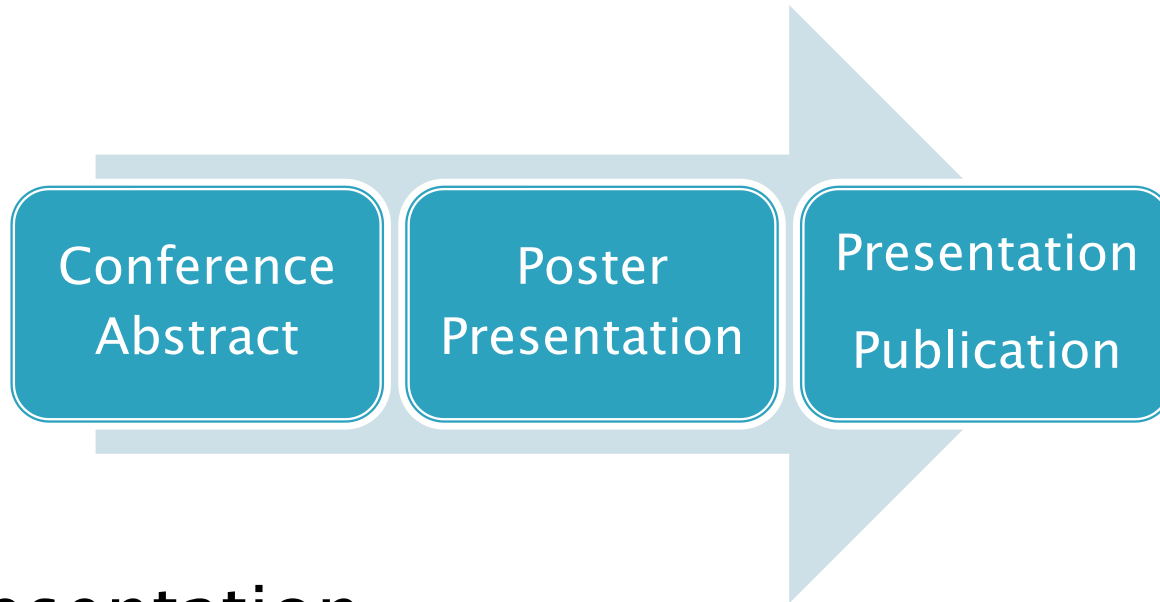 Conference
Abstract
Poster
Presentation
Presentation
Publication